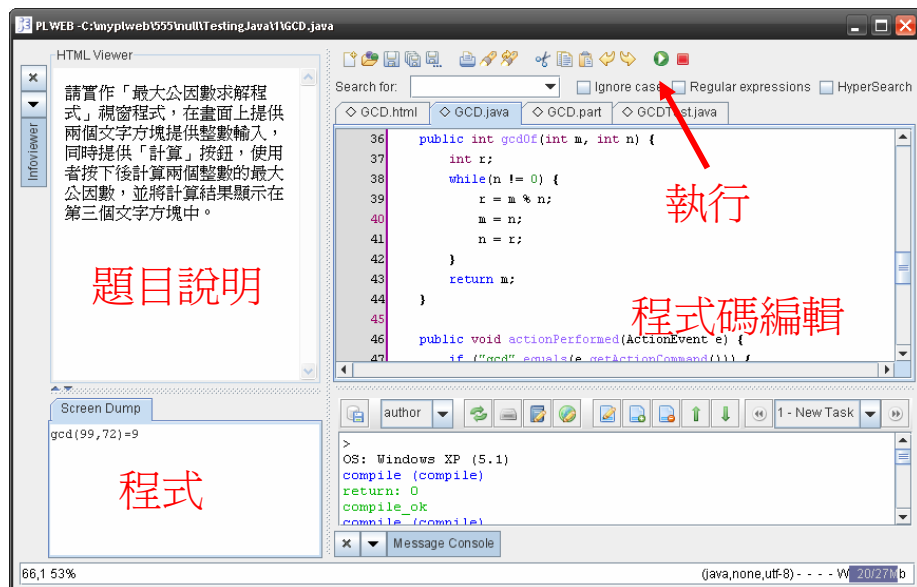 PLWEB -C:\myplweb\555\null\TestingJava\1\GCD.java
HTML Viewer
Infoviewer
請實作「最大公因數求解程
式」視窗程式，在畫面上提供
兩個文字方塊提供整數輸入，
同時提供「計算」按鈕，使用
者按下後計算兩個整數的最大
公因數，並將計算結果顯示在
第三個文字方塊中。
題目說明
Search for:
Ignore case
Regular expressions
HyperSearch
GCD.html
GCD.java
GCD.part
GCDTest.java
36 public int gcdOf(int m, int n) {
37 int r;
38 while(n != 0) {
39 r = m % n;
40 m = n;
41 n = r;
42 }
43 return m;
44 }
45
46 public void actionPerformed(ActionEvent e) {
47 if ("gcd".equals(e.getActionCommand())) {
執行
程式碼編輯
Screen Dump
gcd(99,72)=9
程式
author
1 - New Task
>
OS: Windows XP (5.1)
compile (compile)
return: 0
compile_ok
compile (compile)
Message Console
66,1 53%
(java,none,utf-8) - - - - W 20/27Mb